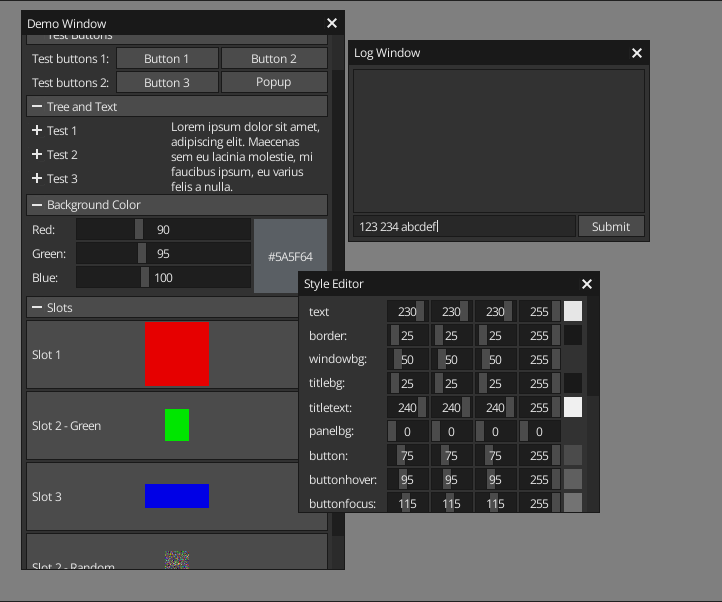 Demo Window
Test Buttons
Test buttons 1: Button 1 Button 2
Test buttons 2: Button 3 Popup
Tree and Text
Test 1
Test 2
Test 3
Lorem ipsum dolor sit amet,
adipiscing elit. Maecenas
sem eu lacinia molestie, mi
faucibus ipsum, eu varius
felis a nulla.
Background Color
Red: 90
Green: 95
Blue: 100
#5A5F64
Slots
Slot 1
Slot 2 - Green
Slot 3
Slot 2 - Random
Log Window
123 234 abcdef
Submit
Style Editor
text 230 230 230 255
border: 25 25 25 255
windowbg: 50 50 50 255
titlebg: 25 25 25 255
titletext: 240 240 240 255
panelbg: 0 0 0 0
button: 75 75 75 255
buttonhover: 95 95 95 255
buttonfocus: 115 115 115 255